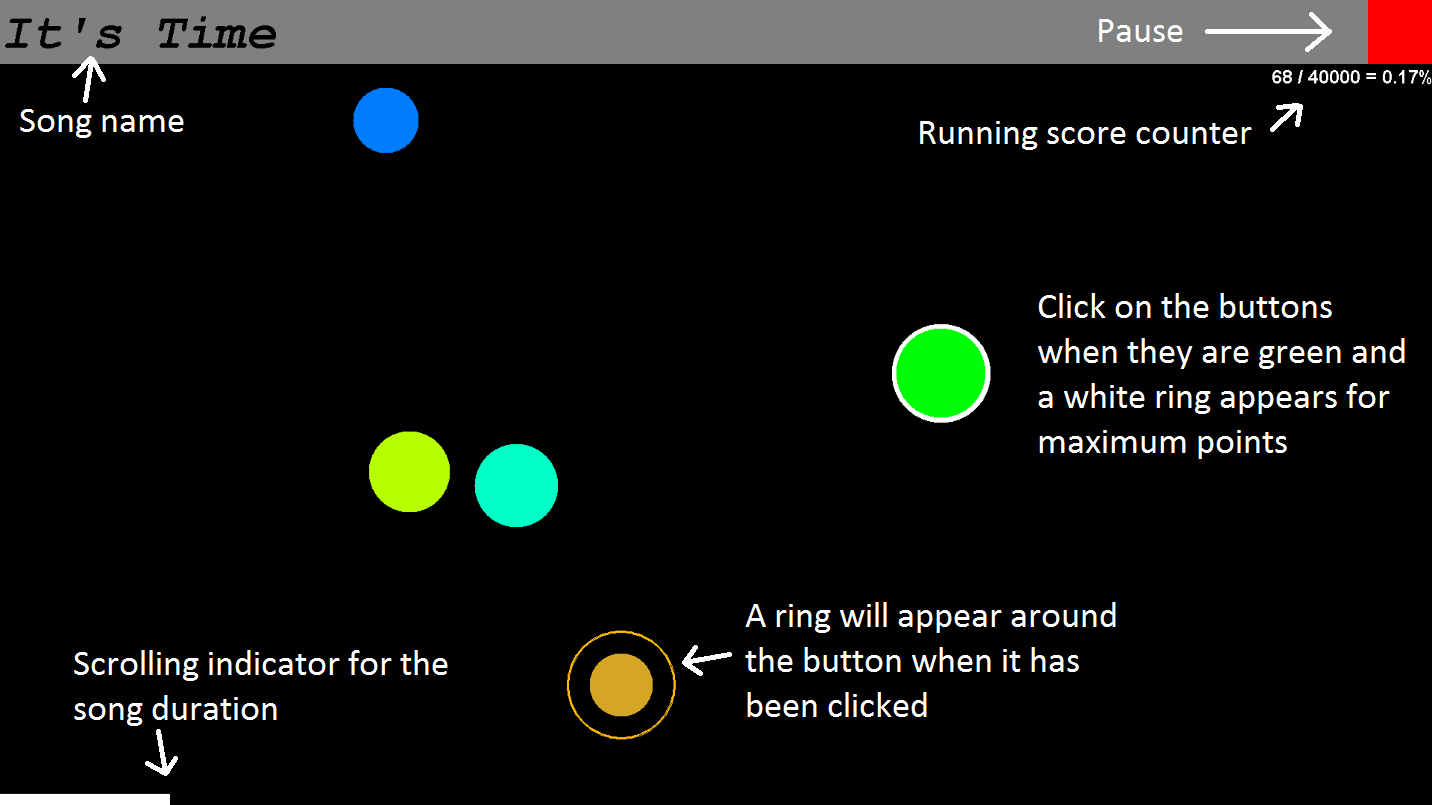 It's Time
Pause
68 / 40000 = 0.17%
Song name
Running score counter
Click on the buttons
when they are green and
a white ring appears for
maximum points
A ring will appear around
the button when it has
been clicked
Scrolling indicator for the
song duration